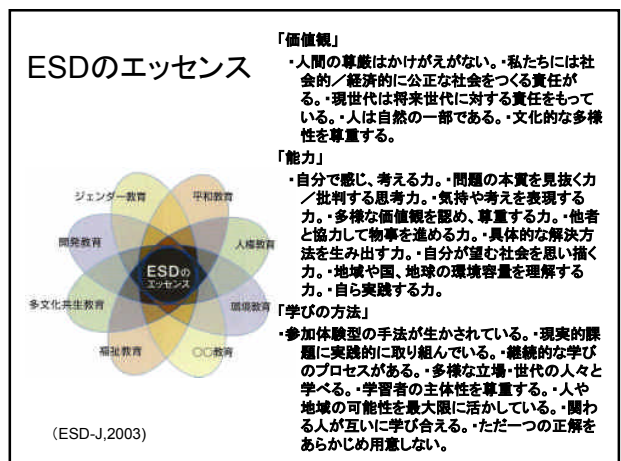 ESDのエッセンス
ジェンダー教育
平和教育
開発教育
人権教育
ESDの
エッセンス
多文化共生教育
環境教育
福祉教育
○○教育
(ESD-J,2003)
「価値観」
・人間の尊厳はかけがえがない。・私たちには社
会的／経済的に公正な社会をつくる責任が
る。・現世代は将来世代に対する責任をもって
いる。・人は自然の一部である。・文化的な多様
性を尊重する。
「能力」
・自分で感じ、考える力。・問題の本質を見抜く力
／批判する思考力。・気持や考えを表現する
力。・多様な価値観を認め、尊重する力。・他者
と協力して物事を進める力。・具体的な解決方
法を生み出す力。・自分が望む社会を思い描く
力。・地域や国、地球の環境容量を理解する
力。・自ら実践する力。
「学びの方法」
・参加体験型の手法が生かされている。・現実的課
題に実践的に取り組んでいる。・継続的な学び
のプロセスがある。・多様な立場・世代の人々と
学べる。・学習者の主体性を尊重する。・人や
地域の可能性を最大限に活かしている。・関わ
る人が互いに学び合える。・ただ一つの正解を
あらかじめ用意しない。